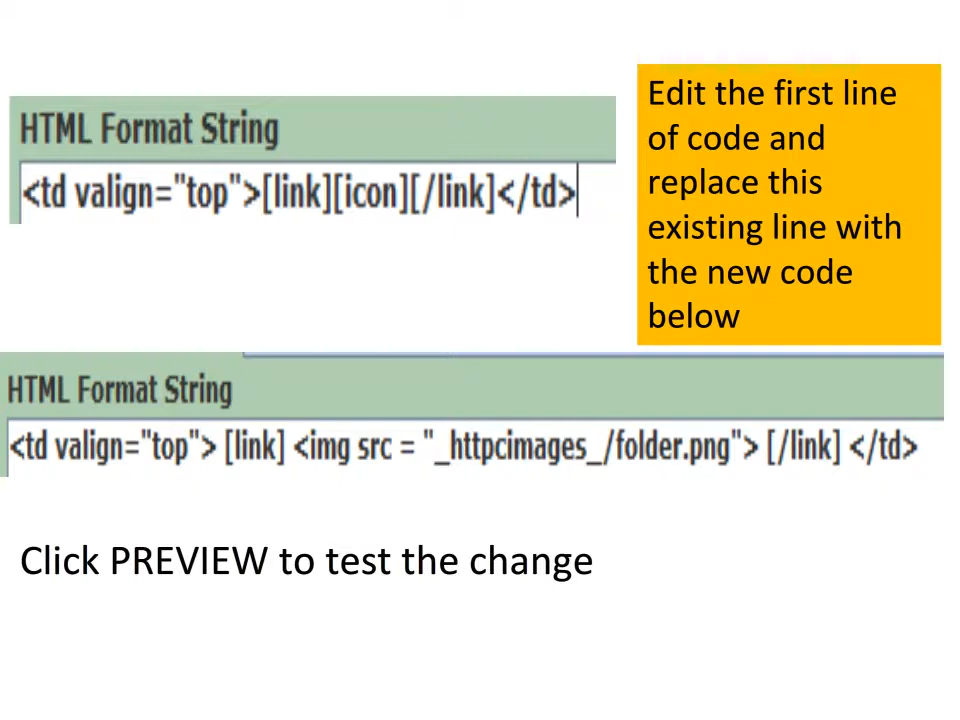 HTML Format String
<td valign="top">[link][icon][/link]</td>
Edit the first line
of code and
replace this
existing line with
the new code
below
HTML Format String
<td valign="top"> [link] <img src = "_httpcimages_/folder.png"> [/link] </td>
Click PREVIEW to test the change